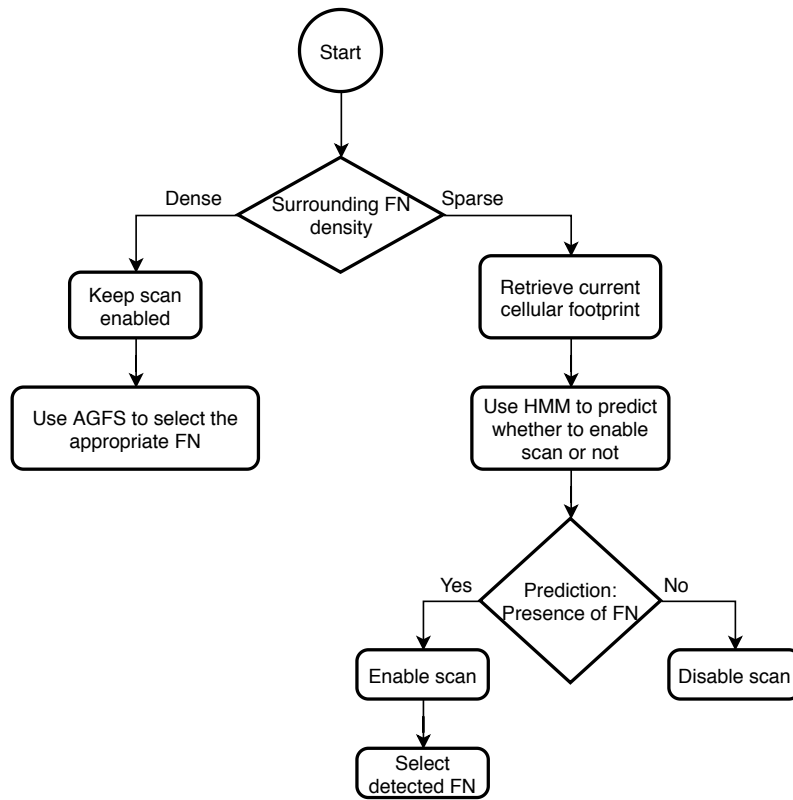 Start
Dense
Surrounding FN
density
Sparse
Keep scan
enabled
Retrieve current
cellular footprint
Use AGFS to select the
appropriate FN
Use HMM to predict
whether to enable
scan or not
Yes
Prediction:
Presence of FN
No
Enable scan
Disable scan
Select
detected FN